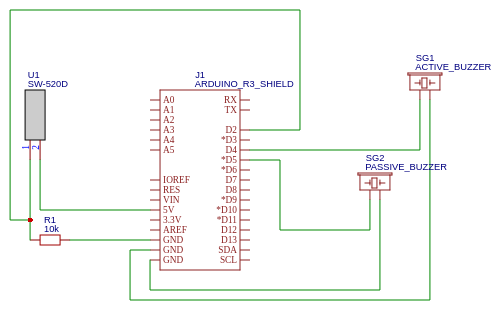 SG1
ACTIVE_BUZZER
U1
SW-520D
J1
ARDUINO_R3_SHIELD
A0 RX
A1 TX
A2
A3 D2
A4 *D3
A5 D4
*D5
*D6
IOREF D7
RES D8
VIN *D9
5V *D10
3.3V *D11
AREF D12
GND D13
GND SDA
GND SCL
1 2
SG2
PASSIVE_BUZZER
R1
10k